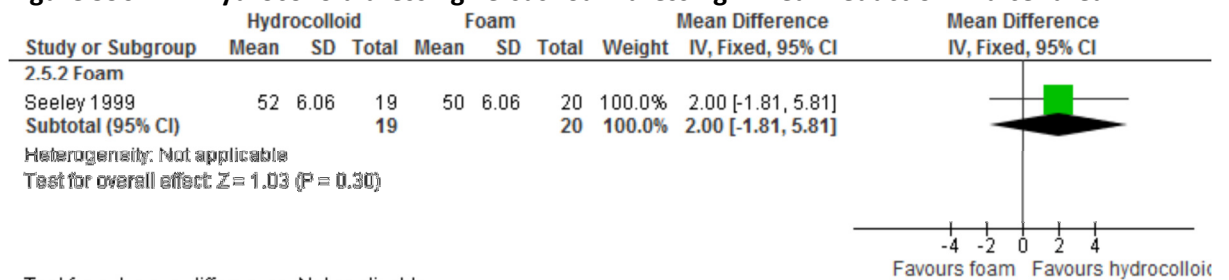 Hydrocolloid Foam Mean Difference Mean Difference
Study or Subgroup Mean SD Total Mean SD Total Weight IV, Fixed, 95% CI IV, Fixed, 95% CI
2.5.2 Foam
Seeley 1999 52 6.06 19 50 6.06 20 100.0% 2.00 [-1.81, 5.81]
Subtotal (95% CI) 19 20 100.0% 2.00 [-1.81, 5.81]
Heterogeneity: Not applicable
Test for overall effect: Z = 1.03 (P = 0.30)
-4 -2 0 2 4
Favours foam Favours hydrocolloid